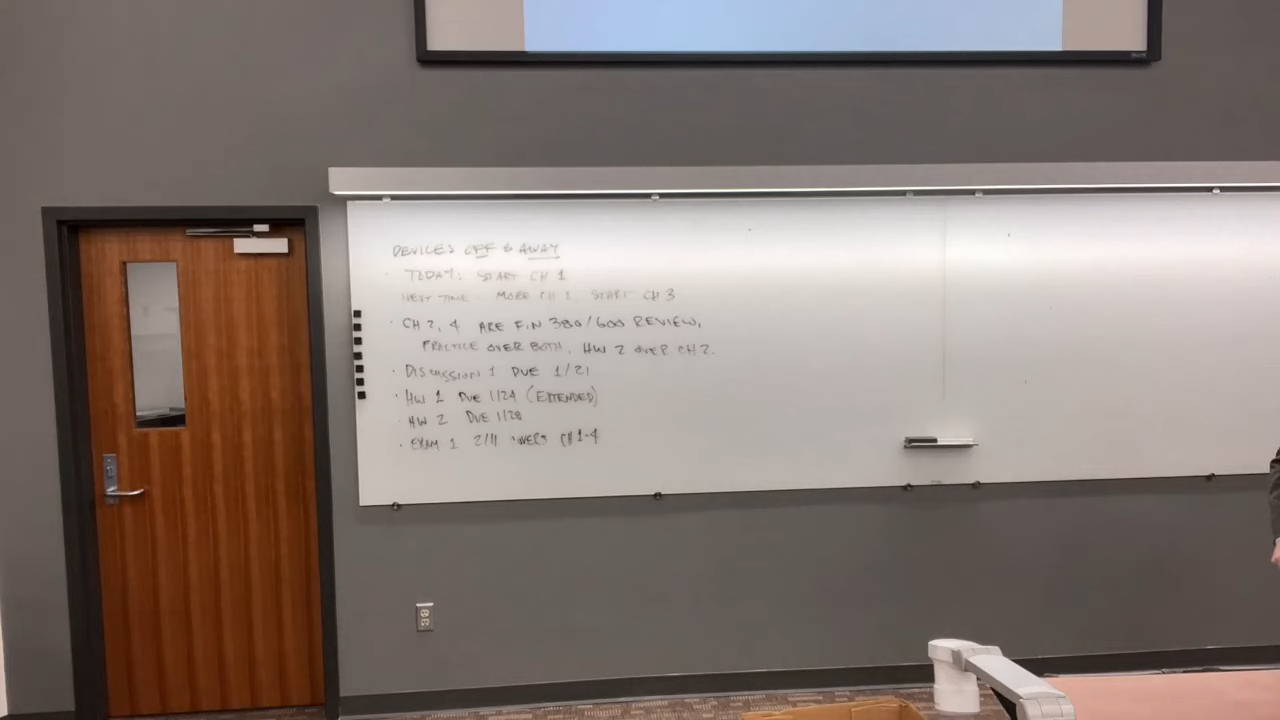 DEVICES OFF & AWAY
· TODAY: START CH 1
NEXT TIME: MORE CH 1, START CH 3
· CH 2, 4 ARE FIN 380/600 REVIEW,
PRACTICE OVER BOTH, HW 2 OVER CH 2.
· DISCUSSION 1 DUE 1/21
· HW 1 DUE 1/24 (EXTENDED)
· HW 2 DUE 1/28
· EXAM 1 2/11 COVERS CH 1-4